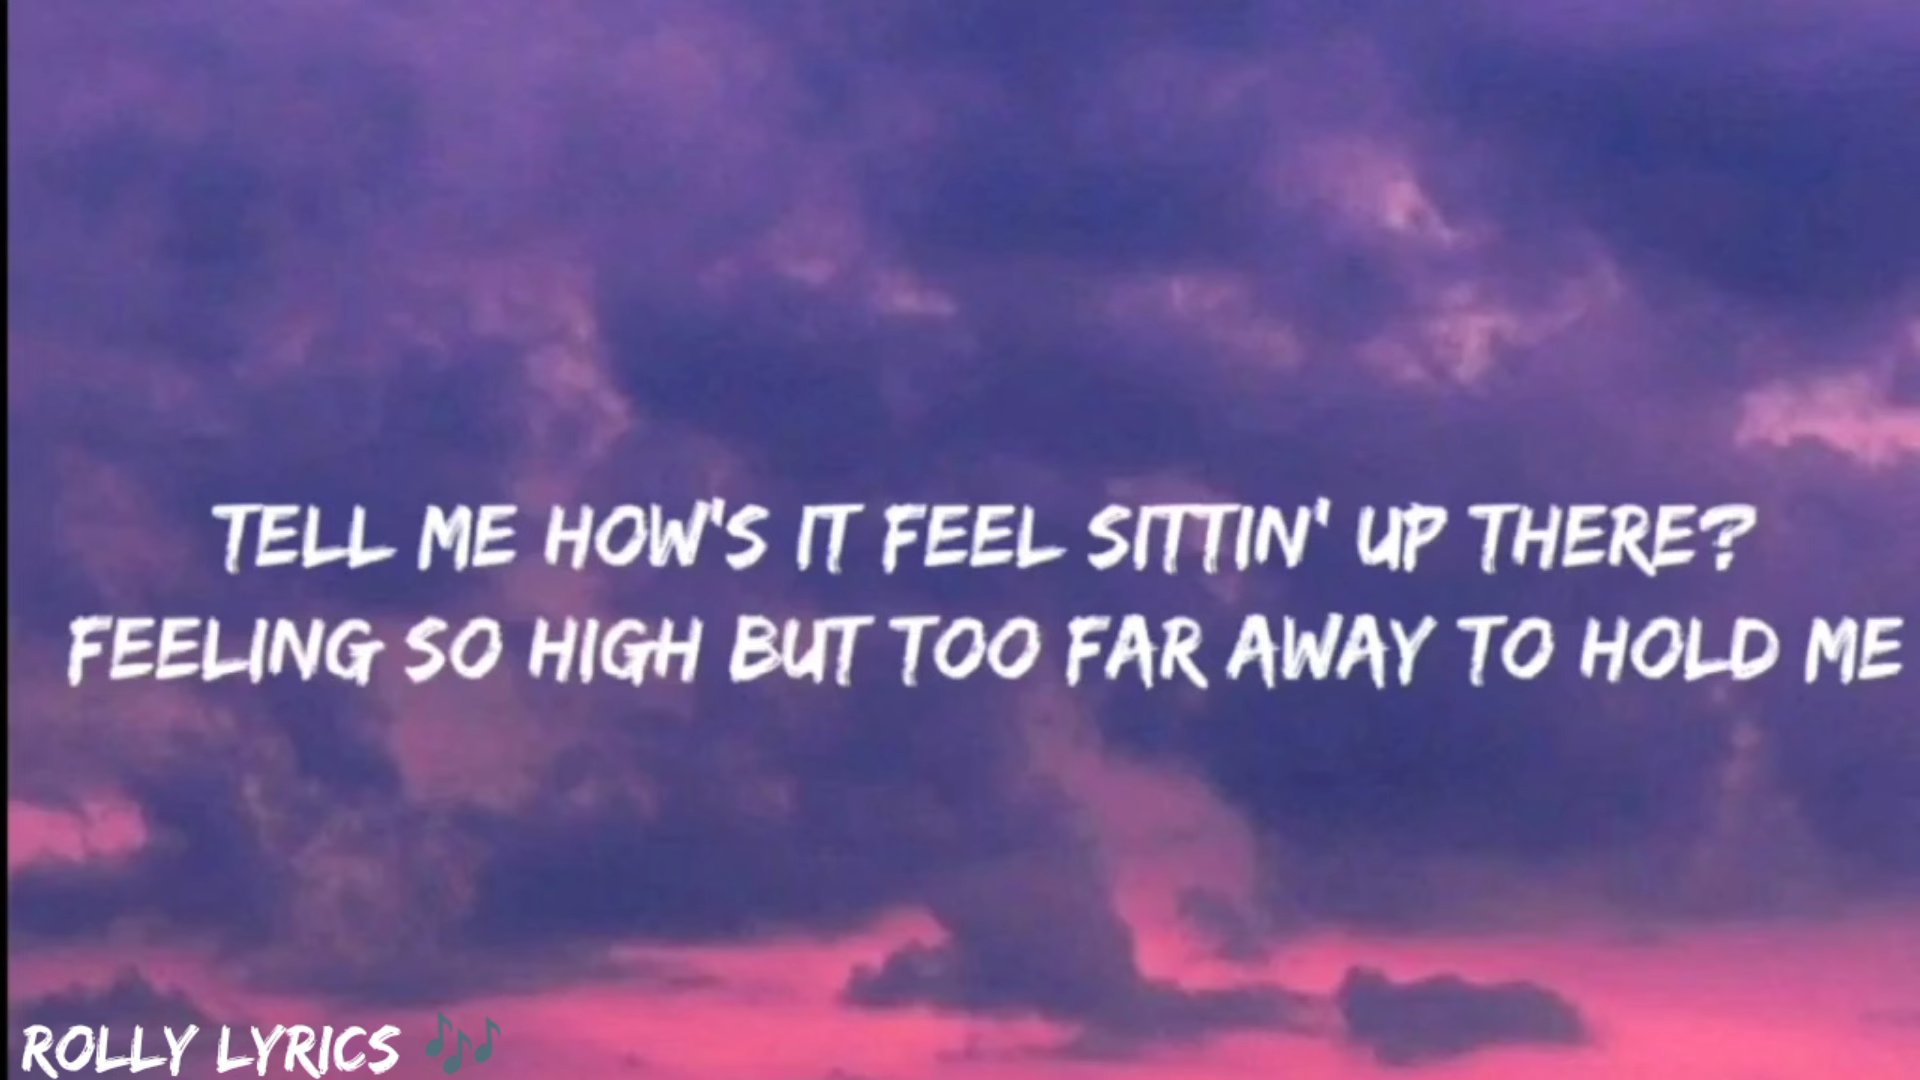 TELL ME HOW'S IT FEEL SITTIN' UP THERE?
FEELING SO HIGH BUT TOO FAR AWAY TO HOLD ME
ROLLY LYRICS 🎶